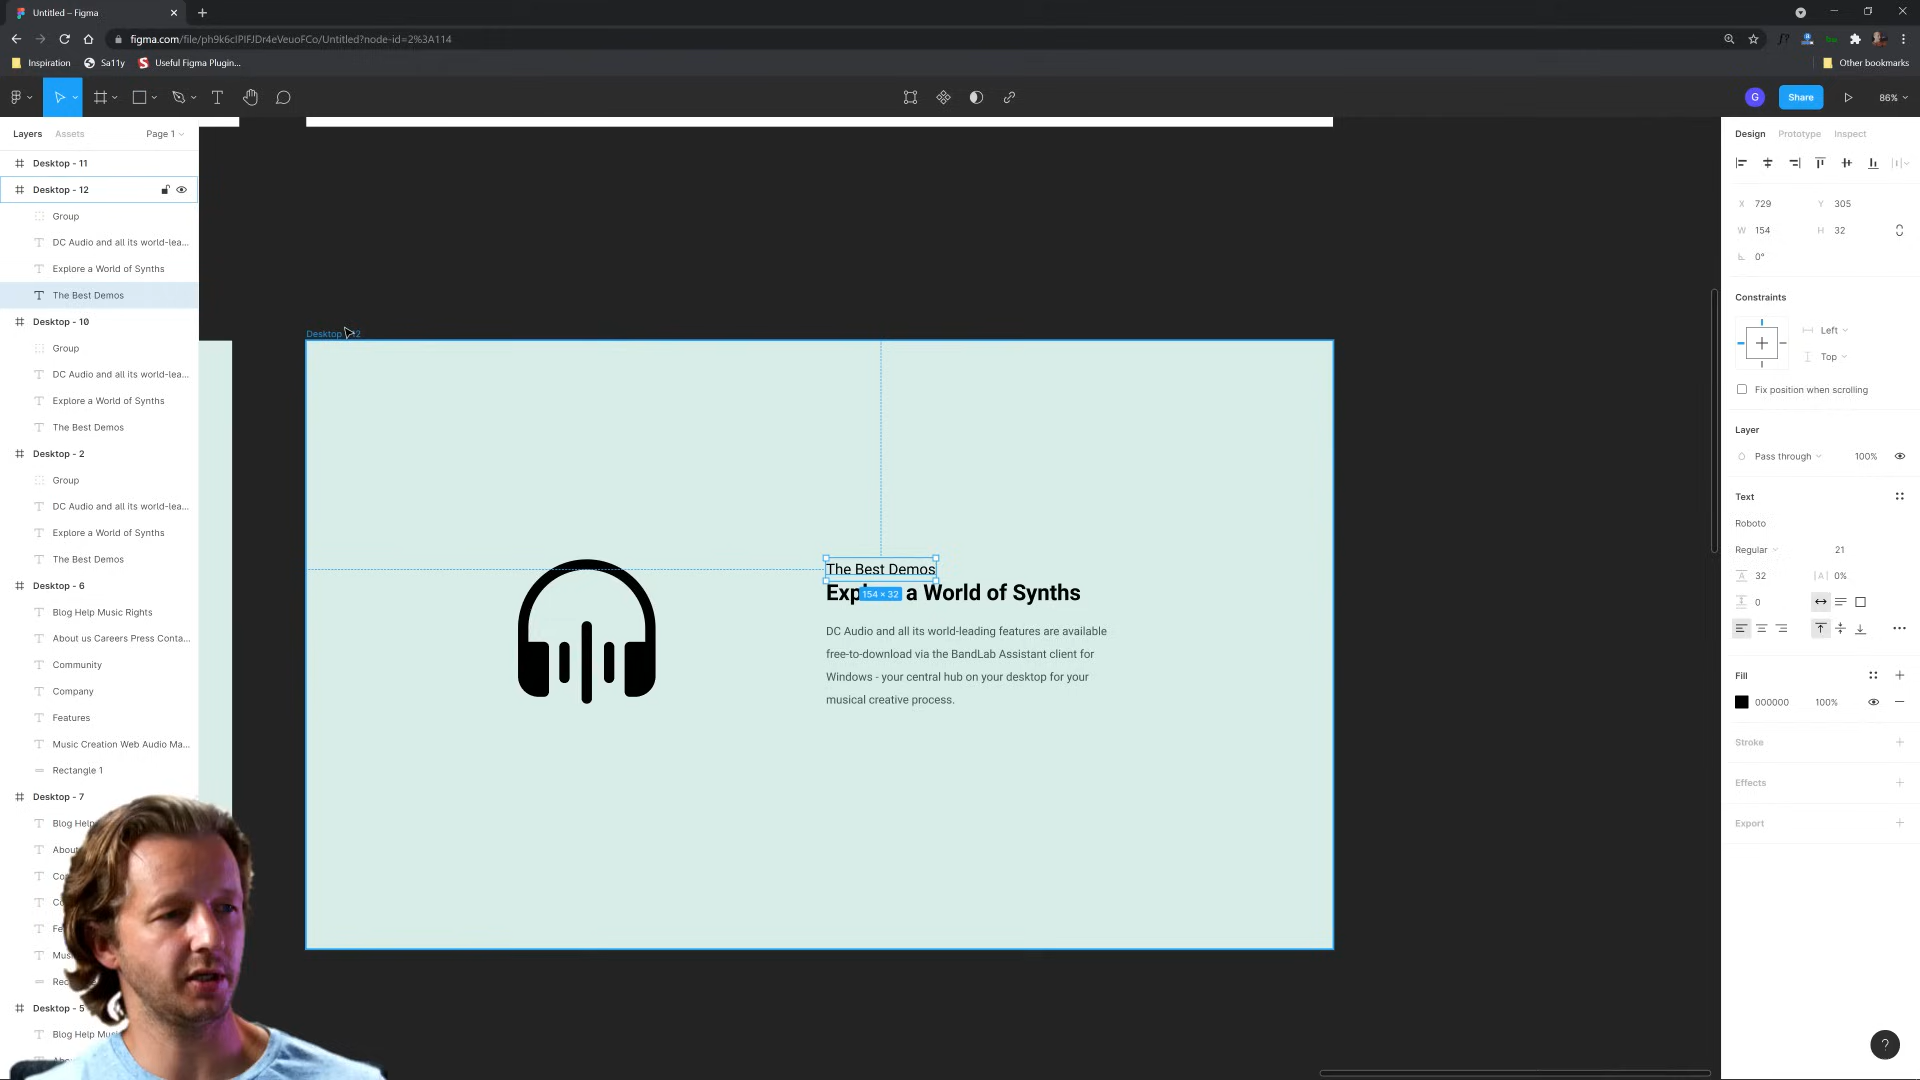 Untitled – Figma
figma.com/file/ph9k6cIPIFJDr4eVeuoFCo/Untitled?node-id=2%3A114
Inspiration
Sa11y
Useful Figma Plugin...
Other bookmarks
G
Share
86%
Layers
Assets
Page 1
Desktop - 11
Desktop - 12
Group
DC Audio and all its world-lea...
Explore a World of Synths
The Best Demos
Desktop - 10
Group
DC Audio and all its world-lea...
Explore a World of Synths
The Best Demos
Desktop - 2
Group
DC Audio and all its world-lea...
Explore a World of Synths
The Best Demos
Desktop - 6
Blog Help Music Rights
About us Careers Press Conta...
Community
Company
Features
Music Creation Web Audio Ma...
Rectangle 1
Desktop - 7
Blog Help
Desktop - 5
Blog Help
Desktop
The Best Demos
a World of Synths
154 × 32
DC Audio and all its world-leading features are available
free-to-download via the BandLab Assistant client for
Windows - your central hub on your desktop for your
musical creative process.
Design
Prototype
Inspect
X 729 Y 305
W 154 H 32
0°
Constraints
Left
Top
Fix position when scrolling
Layer
Pass through 100%
Text
Roboto
Regular 21
32 0%
0
Fill
000000 100%
Stroke
Effects
Export
?